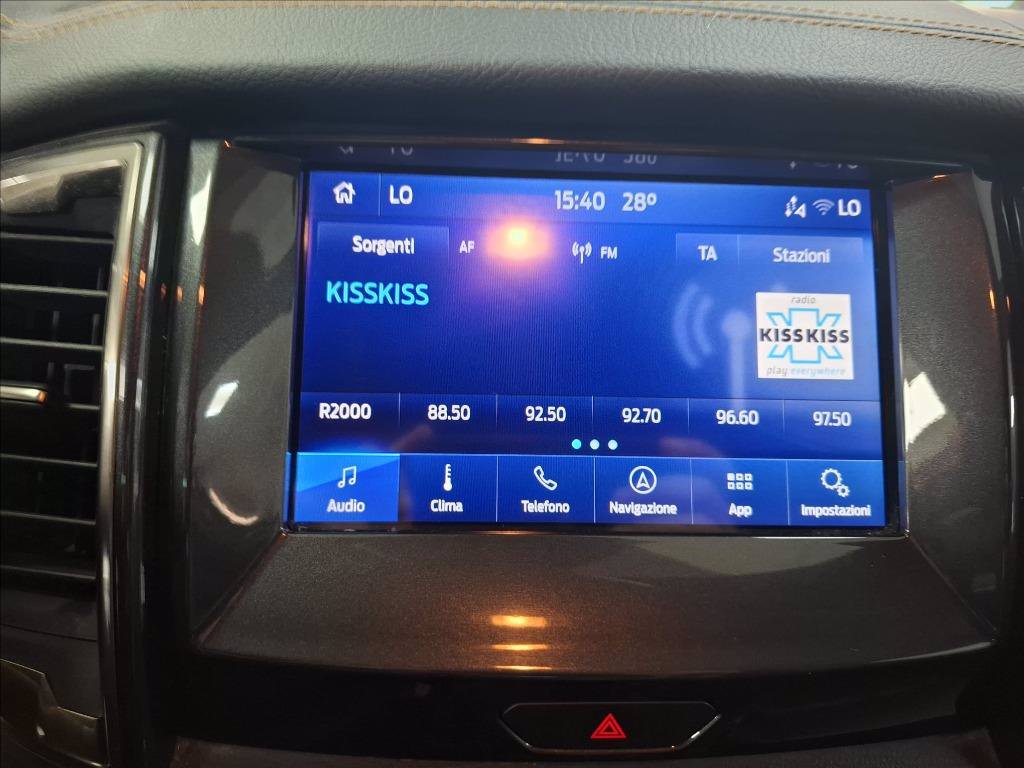 LO 15:40 28° LO
Sorgenti AF FM TA Stazioni
KISSKISS
radio
KISS KISS
play everywhere
R2000 88.50 92.50 92.70 96.60 97.50
Audio Clima Telefono Navigazione App Impostazioni